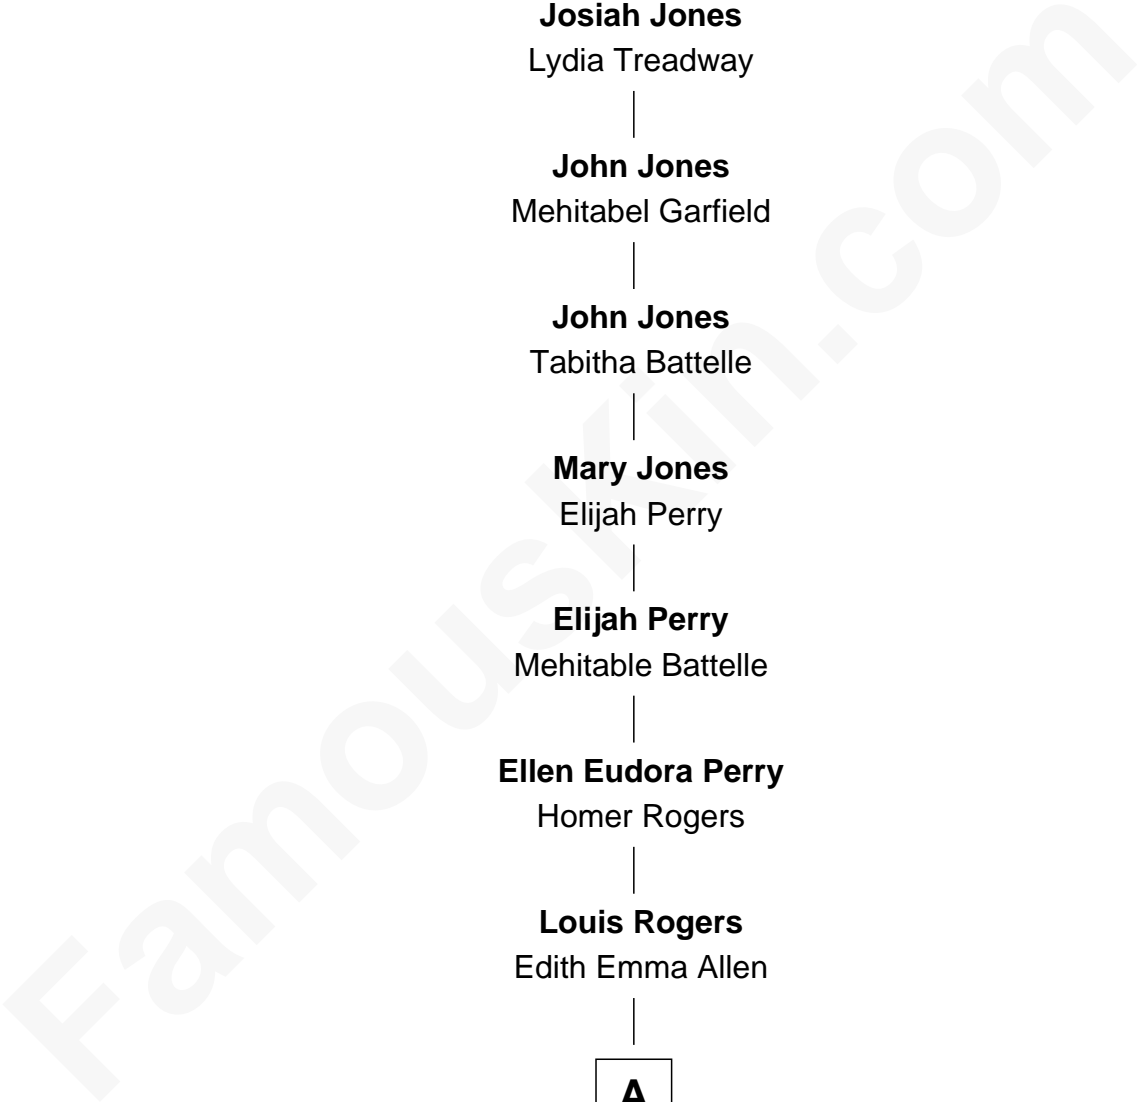 Josiah Jones
Lydia Treadway
John Jones
Mehitabel Garfield
John Jones
Tabitha Battelle
Mary Jones
Elijah Perry
Elijah Perry
Mehitable Battelle
Ellen Eudora Perry
Homer Rogers
Louis Rogers
Edith Emma Allen
A
FamousKin.com